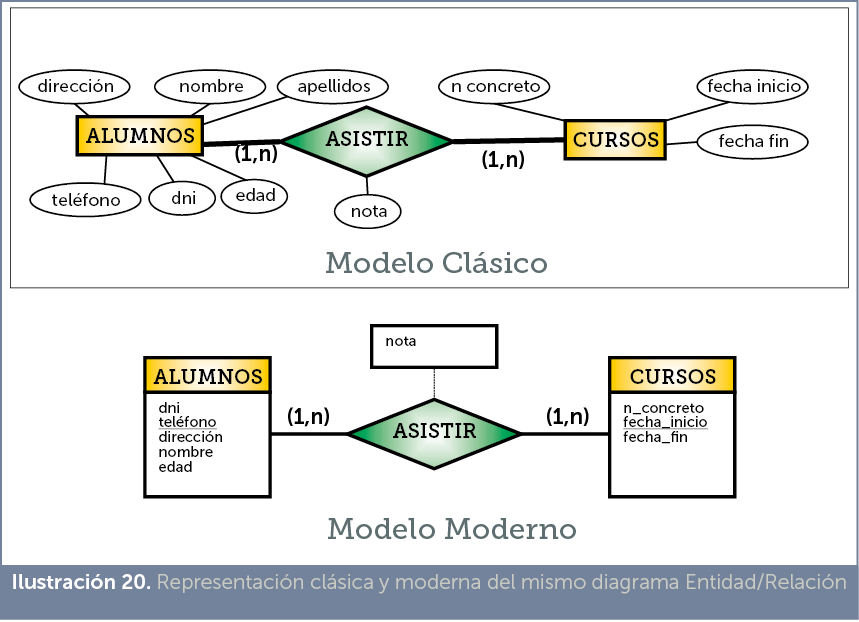 dirección
nombre
apellidos
n concreto
fecha inicio
ALUMNOS
ASISTIR
CURSOS
fecha fin
(1,n)
(1,n)
teléfono
dni
edad
nota
Modelo Clásico
nota
ALUMNOS
CURSOS
dni
teléfono
dirección
nombre
edad
(1,n)
ASISTIR
(1,n)
n_concreto
fecha_inicio
fecha_fin
Modelo Moderno
Ilustración 20. Representación clásica y moderna del mismo diagrama Entidad/Relación